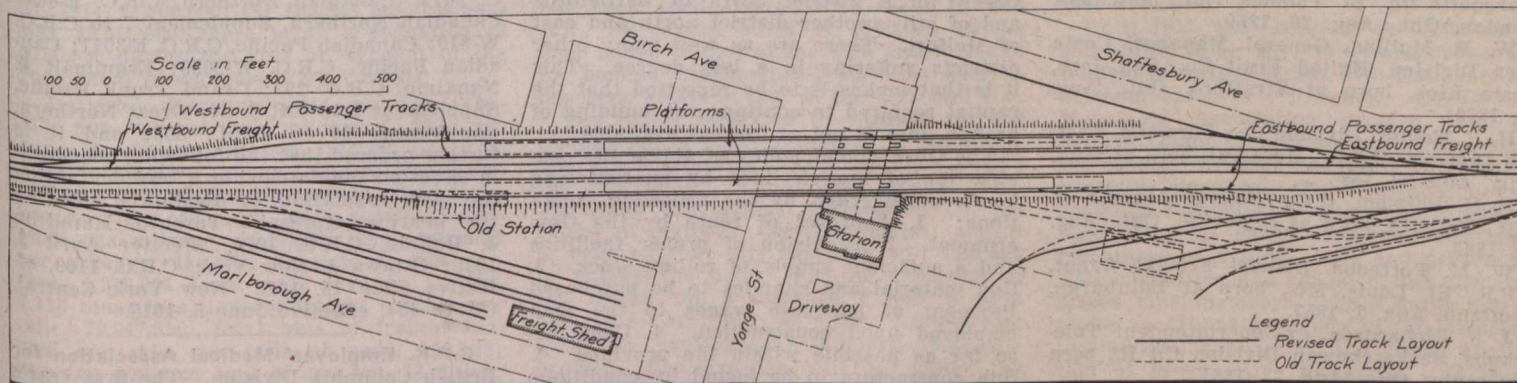 Scale in Feet
100 50 0 100 200 300 400 500
Birch Ave
Shaftesbury Ave
Westbound Passenger Tracks
Westbound Freight
Platforms
Eastbound Passenger Tracks
Eastbound Freight
Old Station
Station
Marlborough Ave
Yonge St
Driveway
Freight Shed
Legend
Revised Track Layout
Old Track Layout